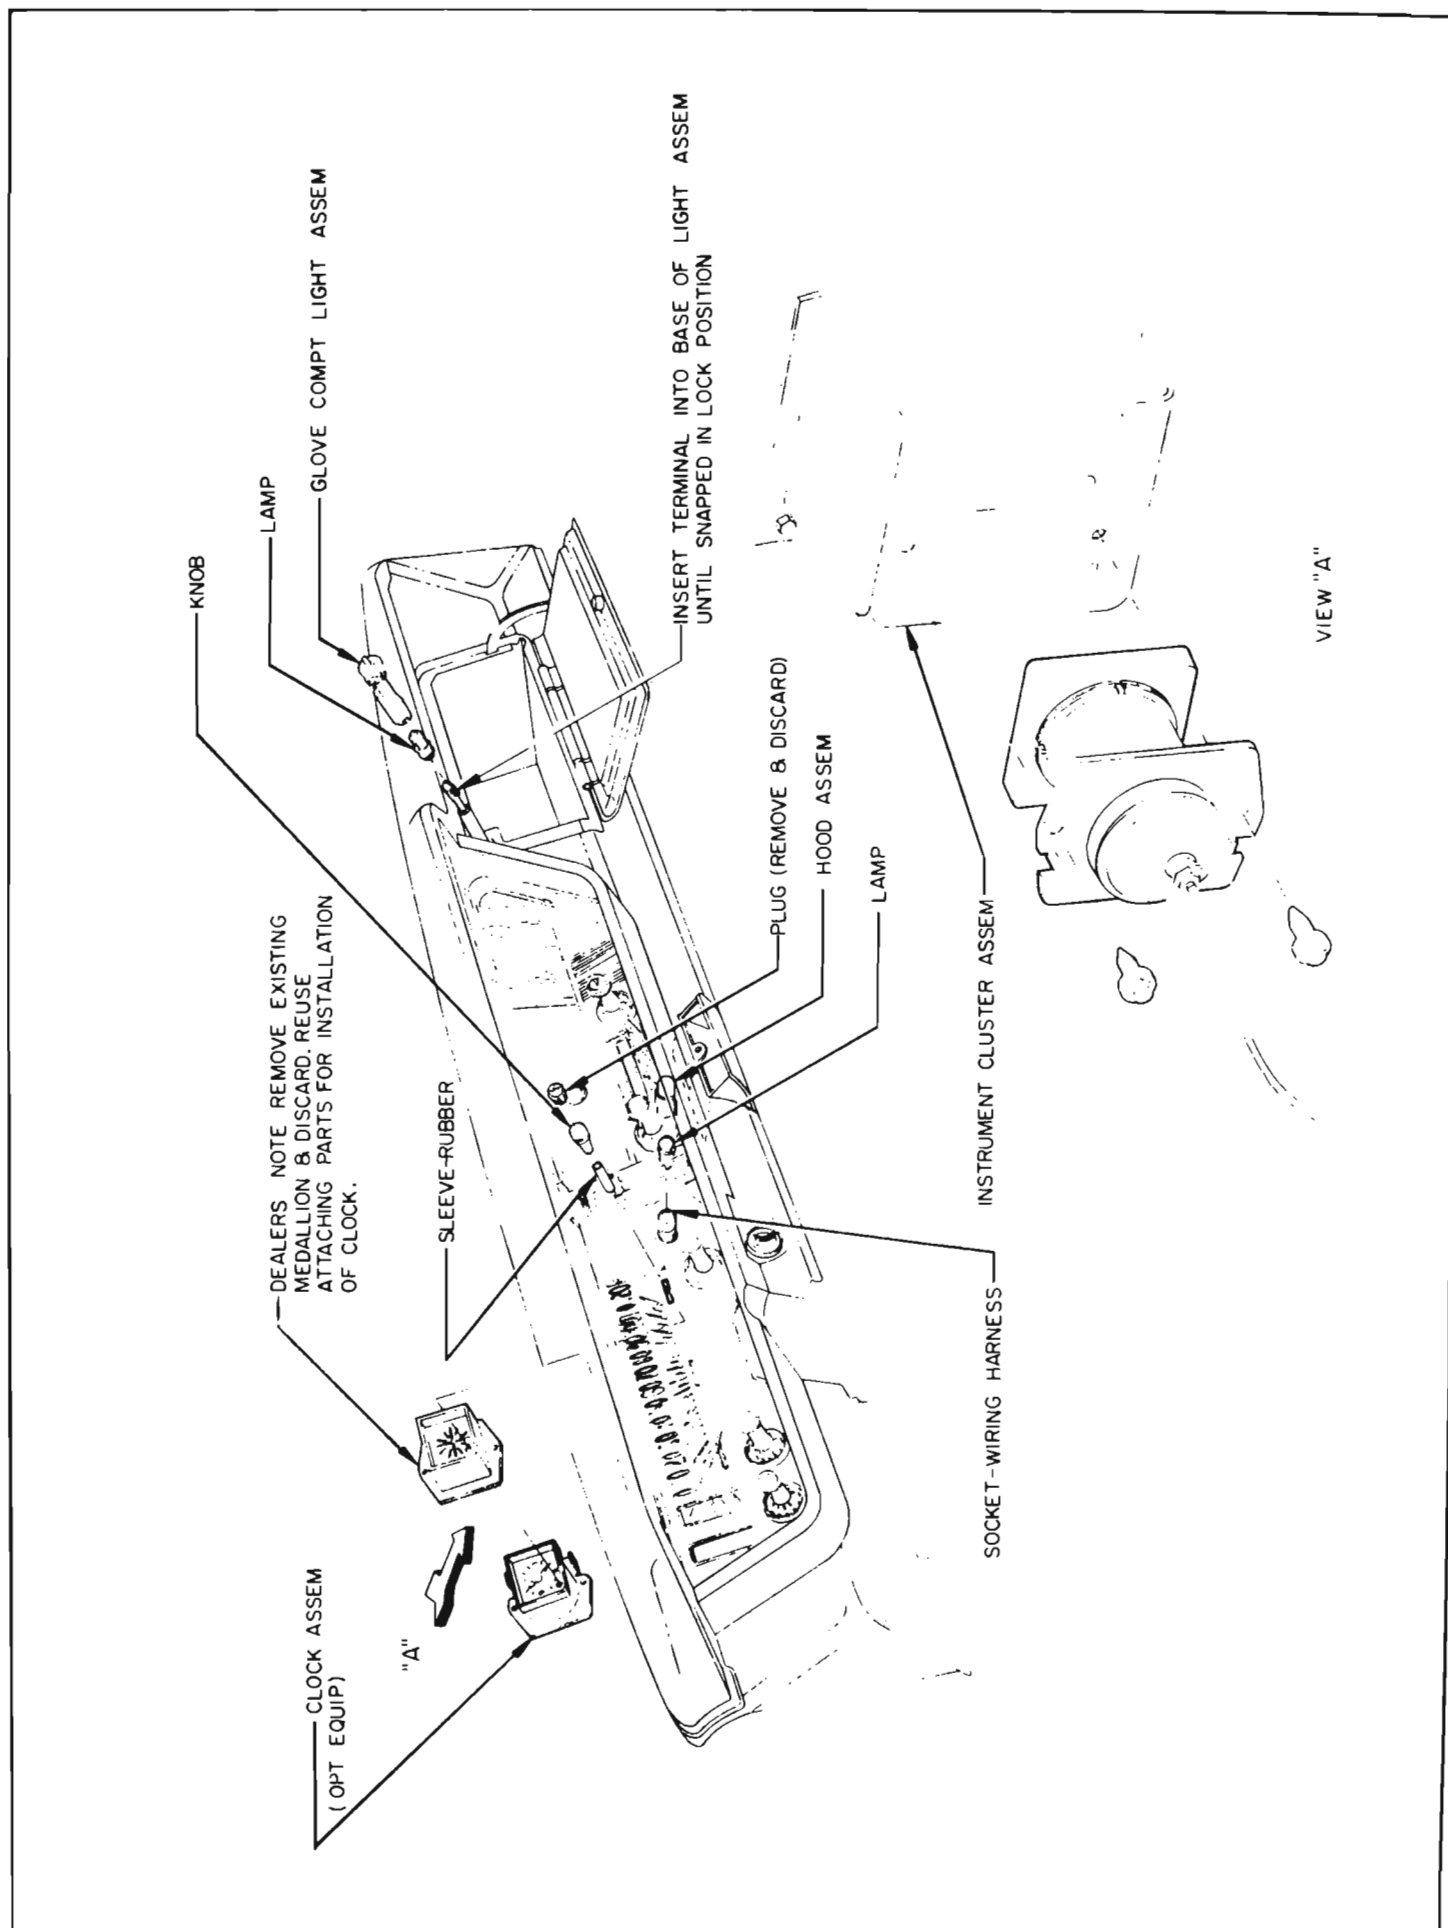 CLOCK ASSEM
(OPT EQUIP)
"A"
DEALERS NOTE REMOVE EXISTING
MEDALLION & DISCARD. REUSE
ATTACHING PARTS FOR INSTALLATION
OF CLOCK.
SLEEVE-RUBBER
KNOB
LAMP
GLOVE COMPT LIGHT ASSEM
INSERT TERMINAL INTO BASE OF LIGHT ASSEM
UNTIL SNAPPED IN LOCK POSITION
PLUG (REMOVE & DISCARD)
HOOD ASSEM
LAMP
INSTRUMENT CLUSTER ASSEM
SOCKET-WIRING HARNESS
VIEW "A"